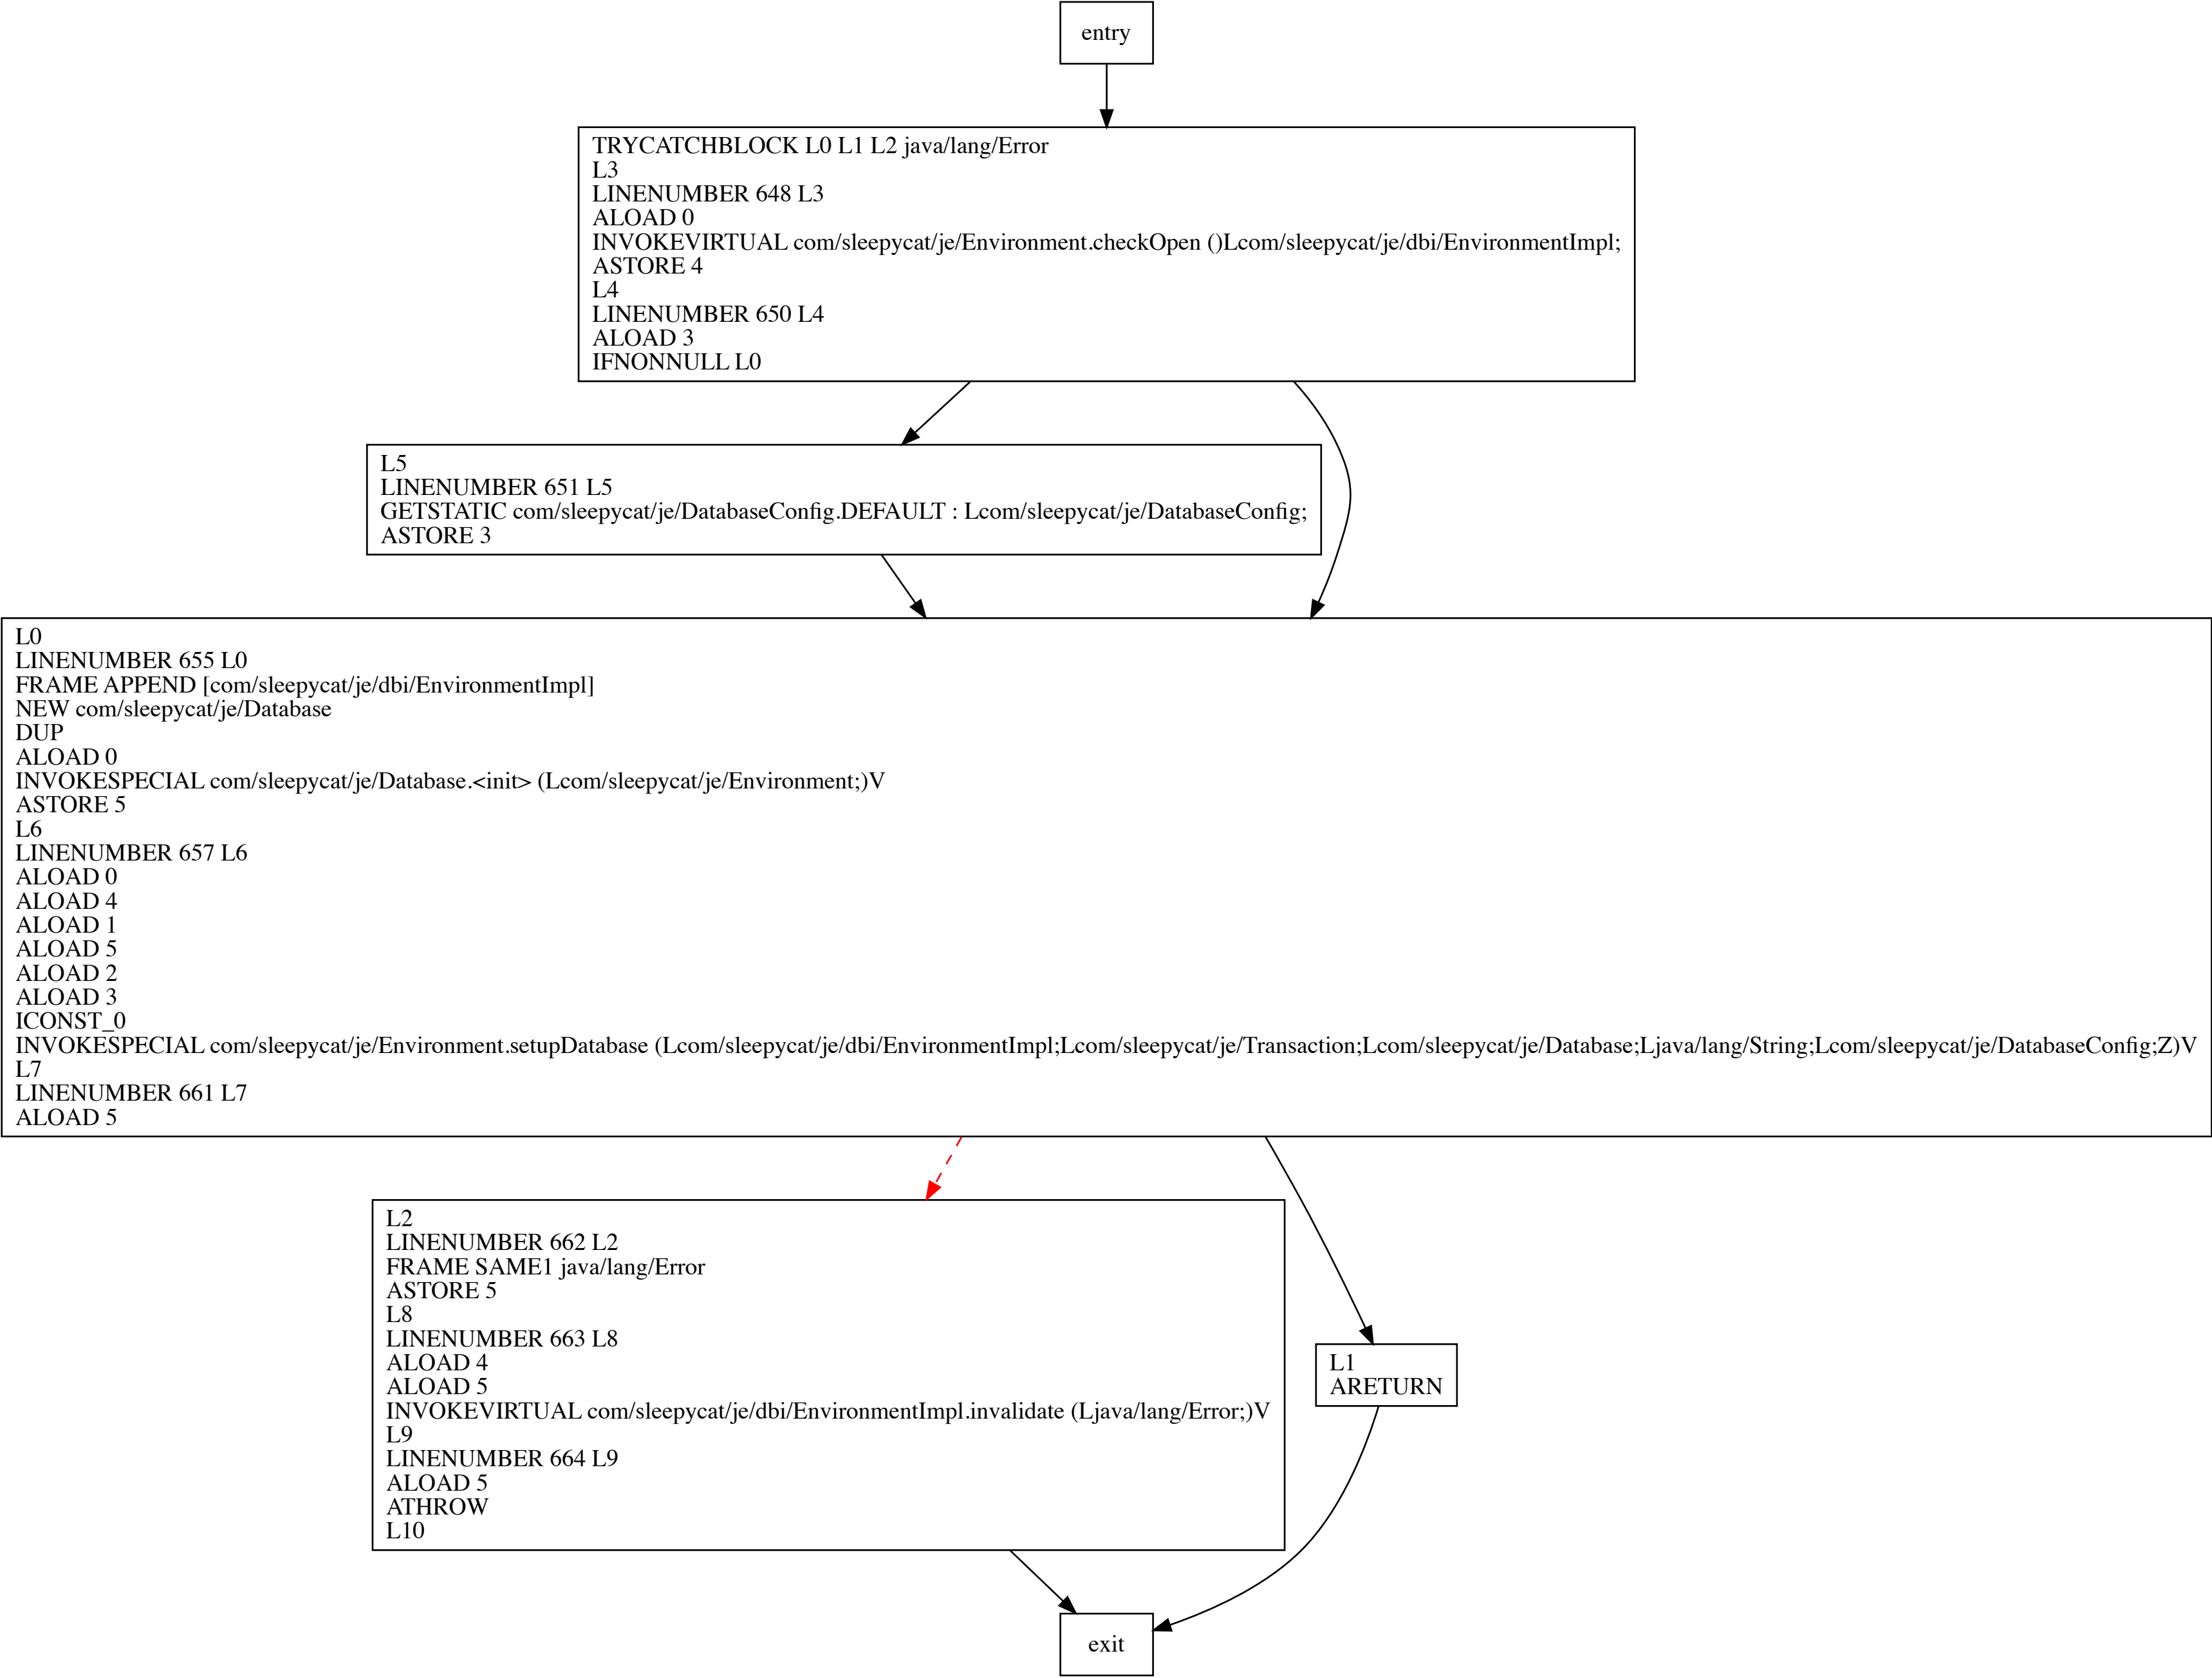 entry
TRYCATCHBLOCK L0 L1 L2 java/lang/Error
L3
LINENUMBER 648 L3
ALOAD 0
INVOKEVIRTUAL com/sleepycat/je/Environment.checkOpen ()Lcom/sleepycat/je/dbi/EnvironmentImpl;
ASTORE 4
L4
LINENUMBER 650 L4
ALOAD 3
IFNONNULL L0
L5
LINENUMBER 651 L5
GETSTATIC com/sleepycat/je/DatabaseConfig.DEFAULT : Lcom/sleepycat/je/DatabaseConfig;
ASTORE 3
L0
LINENUMBER 655 L0
FRAME APPEND [com/sleepycat/je/dbi/EnvironmentImpl]
NEW com/sleepycat/je/Database
DUP
ALOAD 0
INVOKESPECIAL com/sleepycat/je/Database.<init> (Lcom/sleepycat/je/Environment;)V
ASTORE 5
L6
LINENUMBER 657 L6
ALOAD 0
ALOAD 4
ALOAD 1
ALOAD 5
ALOAD 2
ALOAD 3
ICONST_0
INVOKESPECIAL com/sleepycat/je/Environment.setupDatabase (Lcom/sleepycat/je/dbi/EnvironmentImpl;Lcom/sleepycat/je/Transaction;Lcom/sleepycat/je/Database;Ljava/lang/String;Lcom/sleepycat/je/DatabaseConfig;Z)V
L7
LINENUMBER 661 L7
ALOAD 5
L2
LINENUMBER 662 L2
FRAME SAME1 java/lang/Error
ASTORE 5
L8
LINENUMBER 663 L8
ALOAD 4
ALOAD 5
INVOKEVIRTUAL com/sleepycat/je/dbi/EnvironmentImpl.invalidate (Ljava/lang/Error;)V
L9
LINENUMBER 664 L9
ALOAD 5
ATHROW
L10
L1
ARETURN
exit